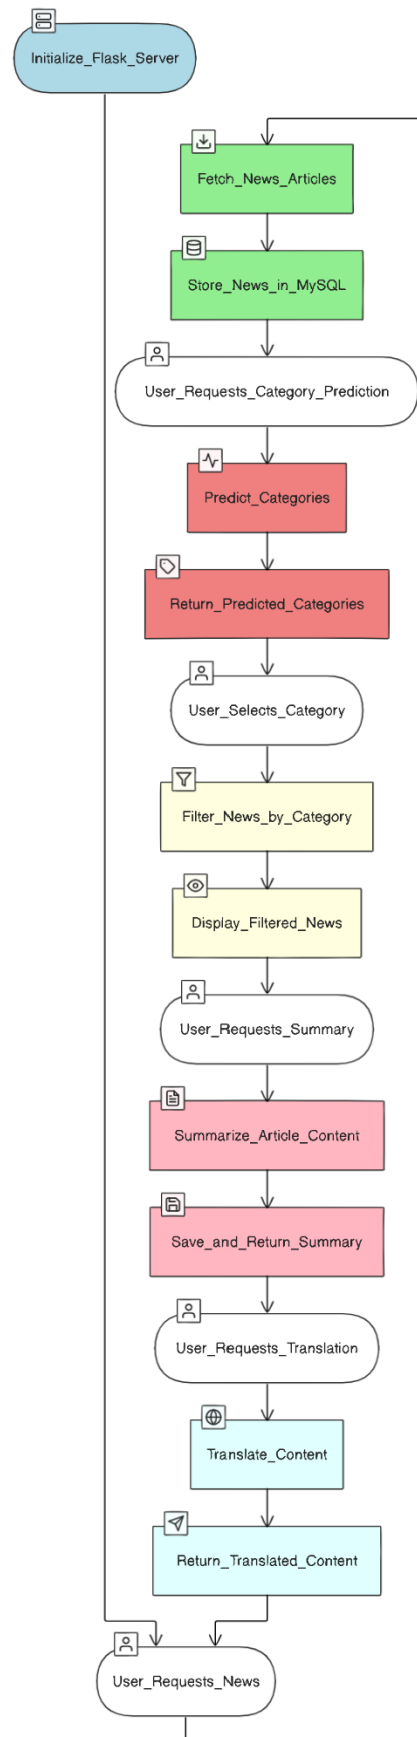 Initialize_Flask_Server
Fetch_News_Articles
Store_News_in_MySQL
User_Requests_Category_Prediction
Predict_Categories
Return_Predicted_Categories
User_Selects_Category
Filter_News_by_Category
Display_Filtered_News
User_Requests_Summary
Summarize_Article_Content
Save_and_Return_Summary
User_Requests_Translation
Translate_Content
Return_Translated_Content
User_Requests_News